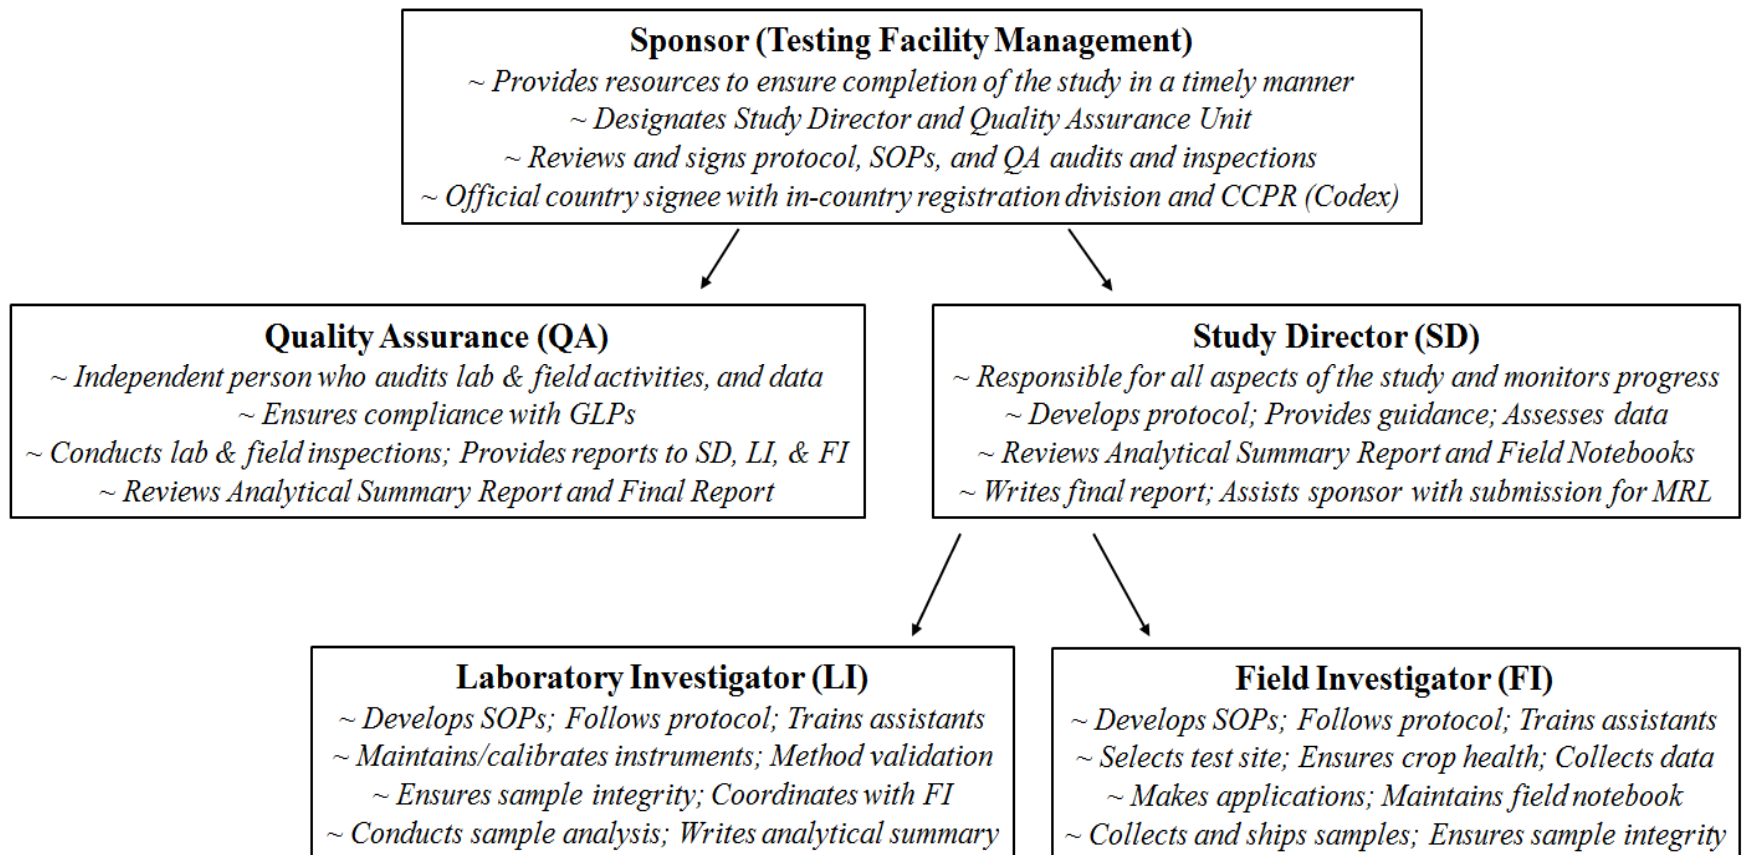 Sponsor (Testing Facility Management)
~ Provides resources to ensure completion of the study in a timely manner
~ Designates Study Director and Quality Assurance Unit
~ Reviews and signs protocol, SOPs, and QA audits and inspections
~ Official country signee with in-country registration division and CCPR (Codex)
Quality Assurance (QA)
~ Independent person who audits lab & field activities, and data
~ Ensures compliance with GLPs
~ Conducts lab & field inspections; Provides reports to SD, LI, & FI
~ Reviews Analytical Summary Report and Final Report
Study Director (SD)
~ Responsible for all aspects of the study and monitors progress
~ Develops protocol; Provides guidance; Assesses data
~ Reviews Analytical Summary Report and Field Notebooks
~ Writes final report; Assists sponsor with submission for MRL
Laboratory Investigator (LI)
~ Develops SOPs; Follows protocol; Trains assistants
~ Maintains/calibrates instruments; Method validation
~ Ensures sample integrity; Coordinates with FI
~ Conducts sample analysis; Writes analytical summary
Field Investigator (FI)
~ Develops SOPs; Follows protocol; Trains assistants
~ Selects test site; Ensures crop health; Collects data
~ Makes applications; Maintains field notebook
~ Collects and ships samples; Ensures sample integrity